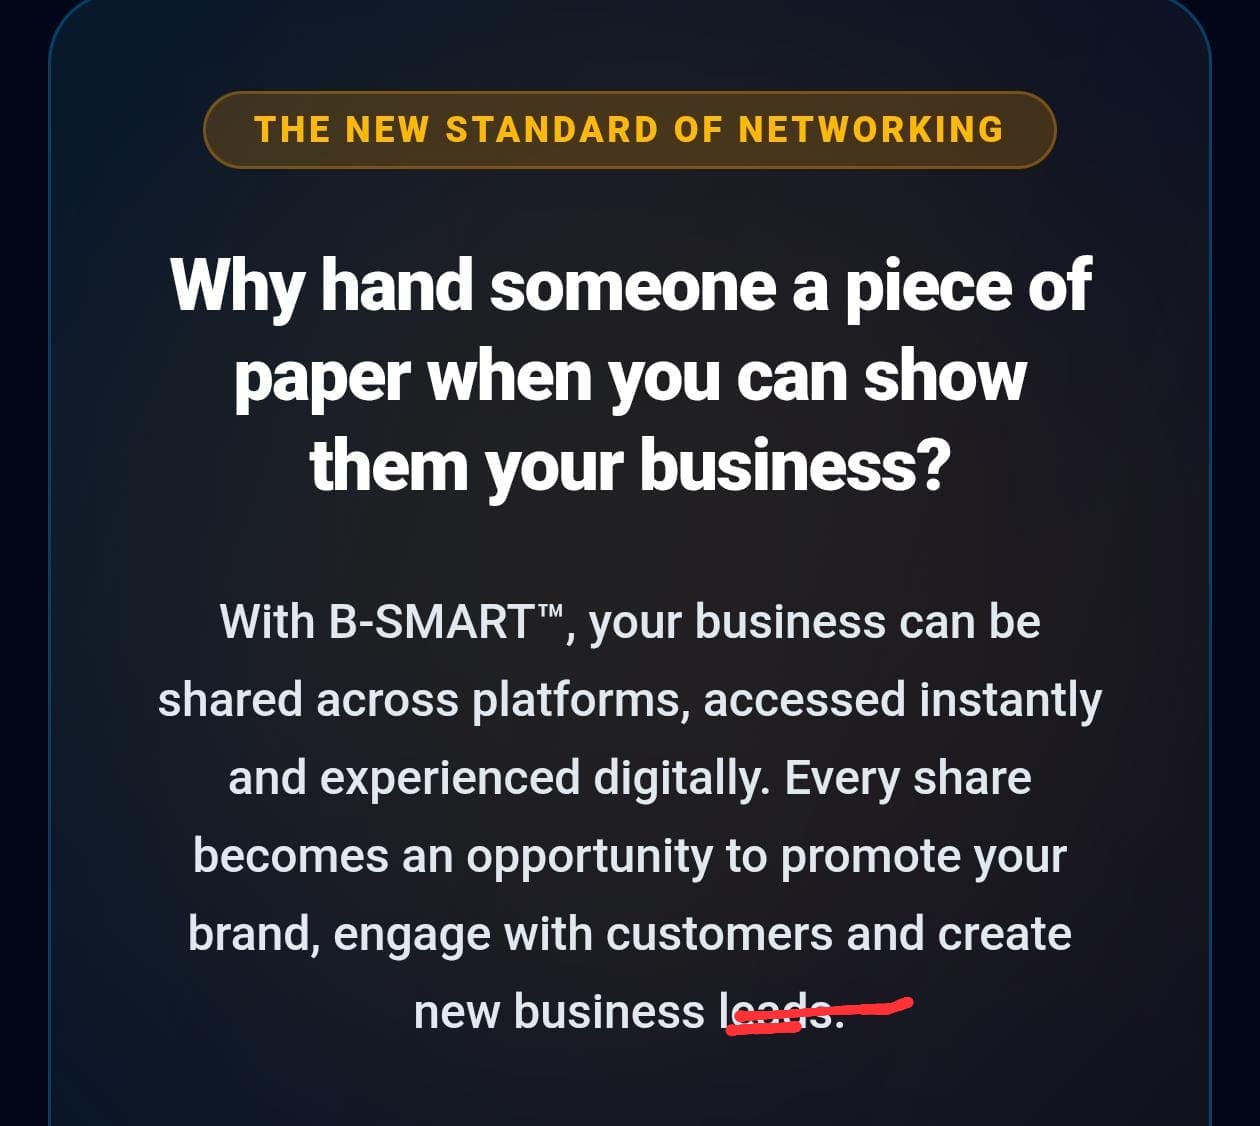 THE NEW STANDARD OF NETWORKING
Why hand someone a piece of
paper when you can show
them your business?
With B-SMART™, your business can be
shared across platforms, accessed instantly
and experienced digitally. Every share
becomes an opportunity to promote your
brand, engage with customers and create
new business leads.